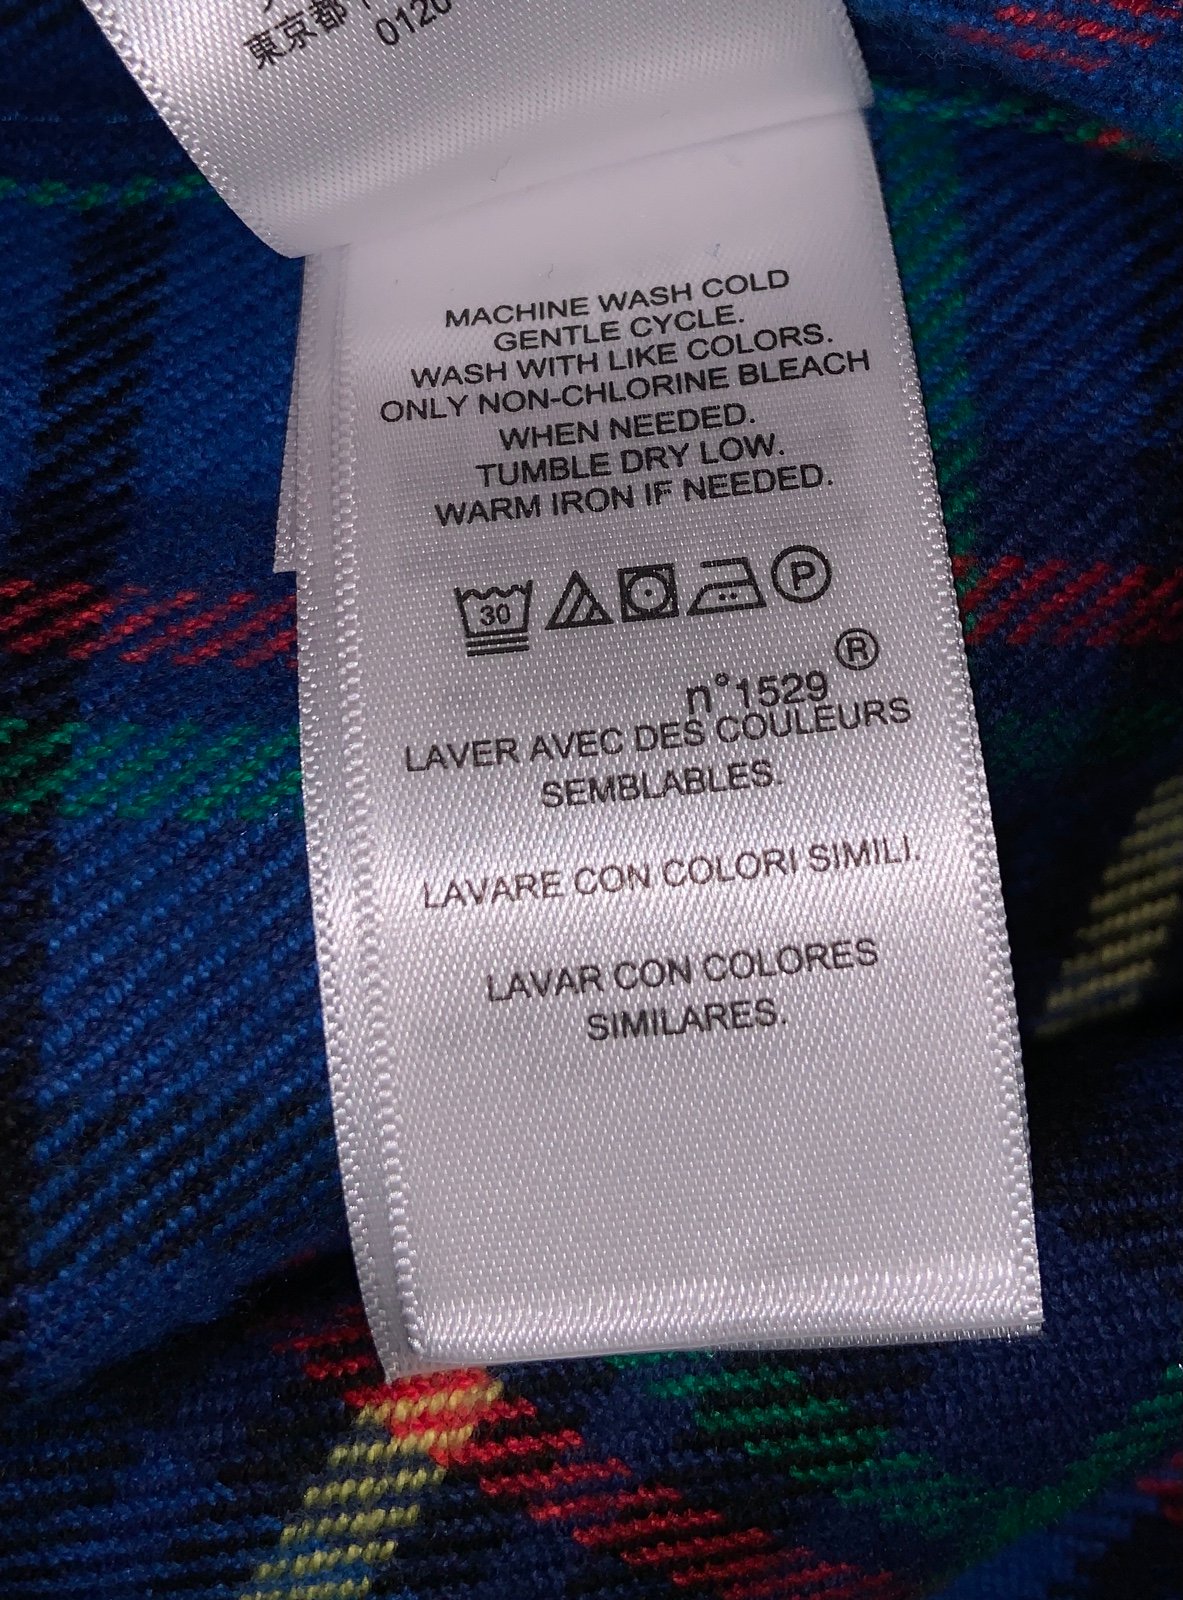 東京都
0120
MACHINE WASH COLD
GENTLE CYCLE.
WASH WITH LIKE COLORS.
ONLY NON-CHLORINE BLEACH
WHEN NEEDED.
TUMBLE DRY LOW.
WARM IRON IF NEEDED.
30 P
®
n°1529
LAVER AVEC DES COULEURS
SEMBLABLES.
LAVARE CON COLORI SIMILI.
LAVAR CON COLORES
SIMILARES.